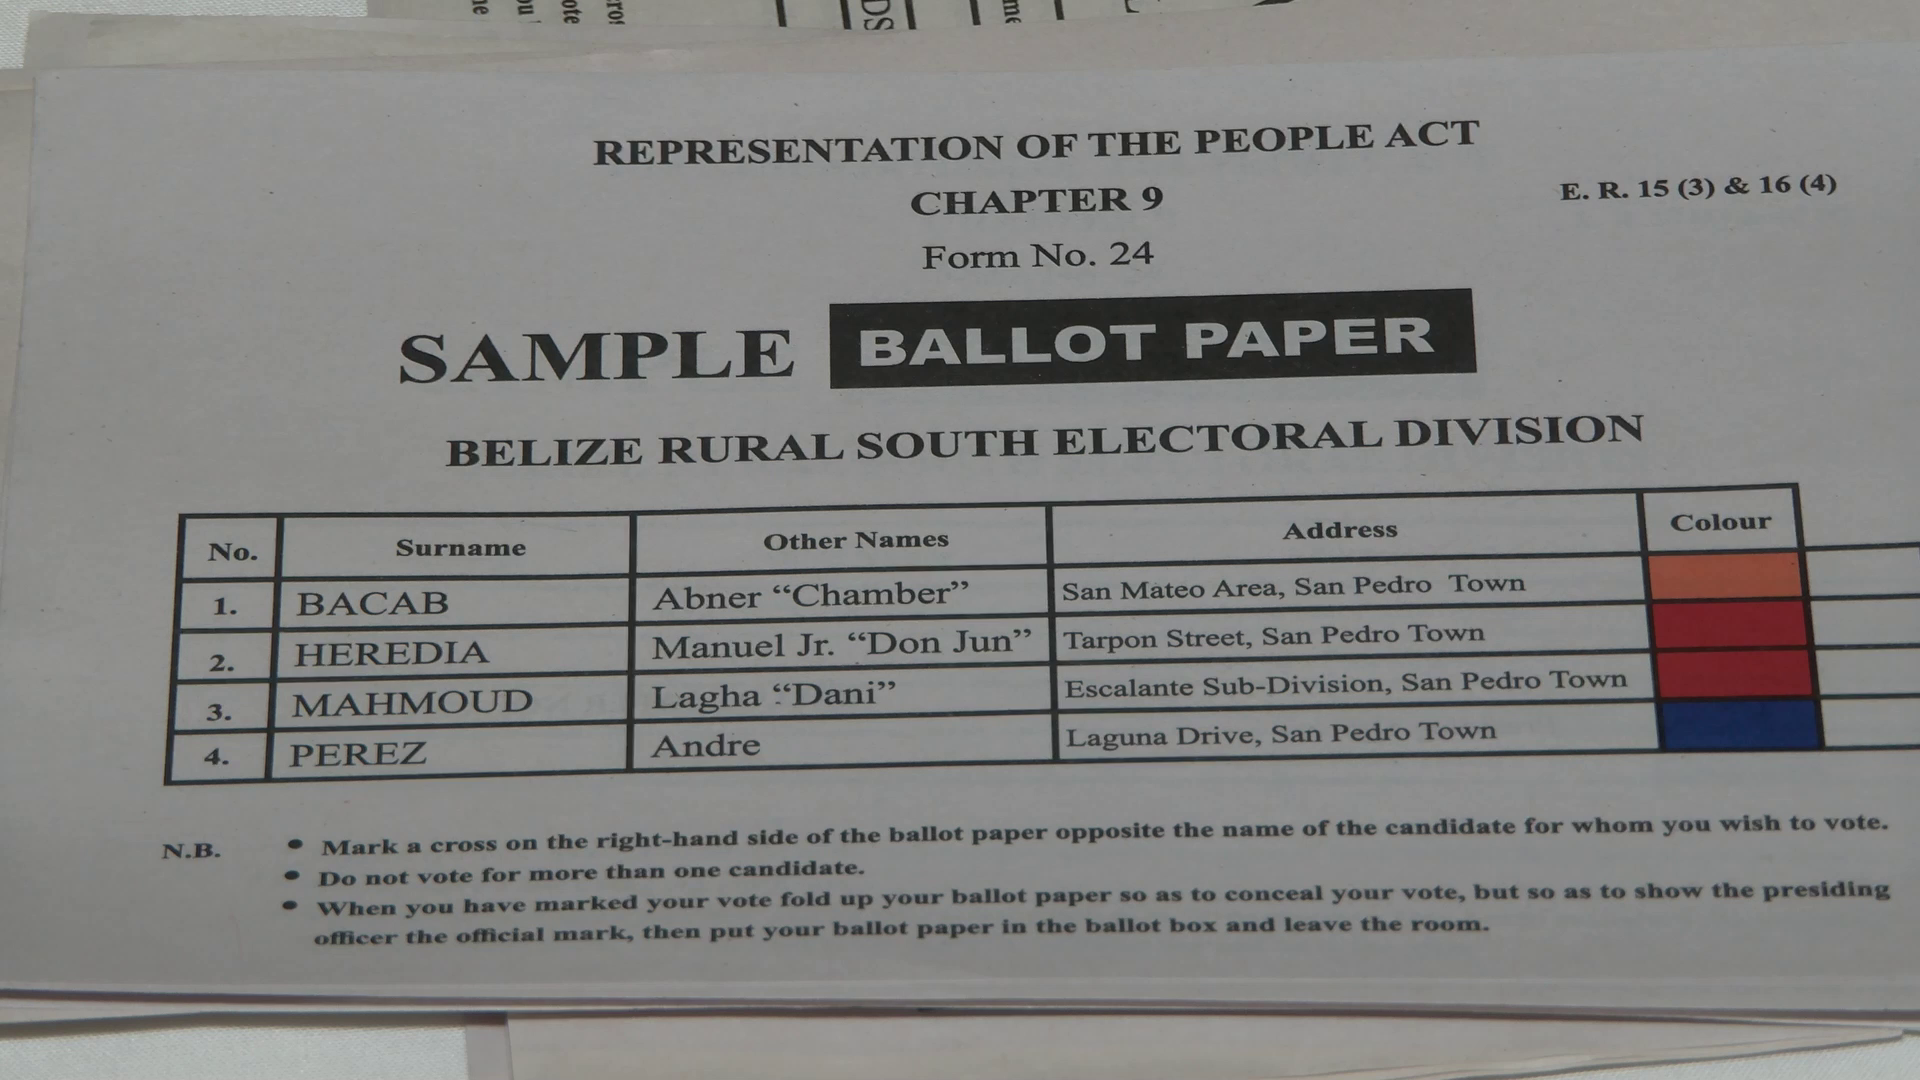 REPRESENTATION OF THE PEOPLE ACT
CHAPTER 9
E. R. 15 (3) & 16 (4)
Form No. 24
SAMPLE BALLOT PAPER
BELIZE RURAL SOUTH ELECTORAL DIVISION
No. Surname Other Names Address Colour
1. BACAB Abner “Chamber” San Mateo Area, San Pedro Town
2. HEREDIA Manuel Jr. “Don Jun” Tarpon Street, San Pedro Town
3. MAHMOUD Lagha “Dani” Escalante Sub-Division, San Pedro Town
4. PEREZ Andre Laguna Drive, San Pedro Town
N.B. • Mark a cross on the right-hand side of the ballot paper opposite the name of the candidate for whom you wish to vote.
• Do not vote for more than one candidate.
• When you have marked your vote fold up your ballot paper so as to conceal your vote, but so as to show the presiding
officer the official mark, then put your ballot paper in the ballot box and leave the room.